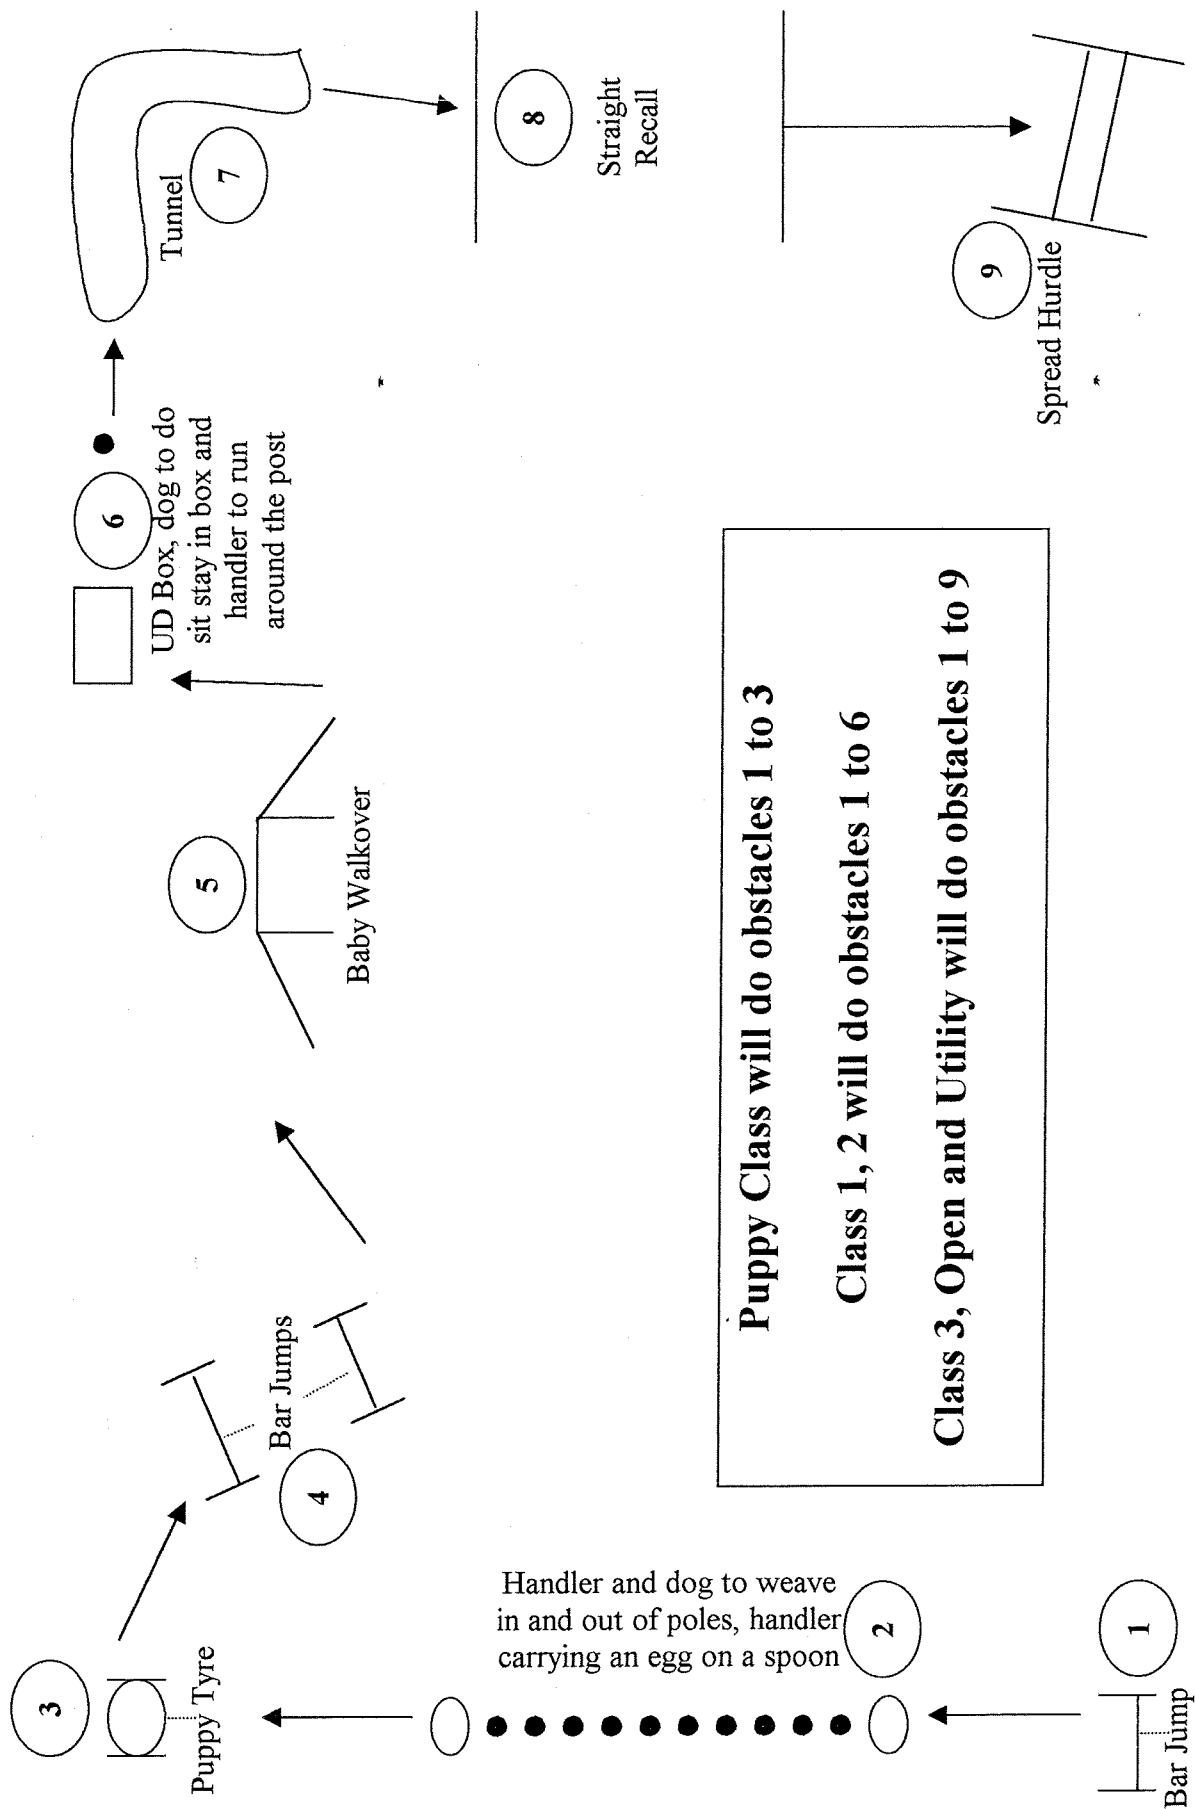 1
Bar Jump
2
Handler and dog to weave
in and out of poles, handler
carrying an egg on a spoon
3
Puppy Tyre
4
Bar Jumps
5
Baby Walkover
6
UD Box, dog to do
sit stay in box and
handler to run
around the post
7
Tunnel
8
Straight
Recall
9
Spread Hurdle
Puppy Class will do obstacles 1 to 3
Class 1, 2 will do obstacles 1 to 6
Class 3, Open and Utility will do obstacles 1 to 9